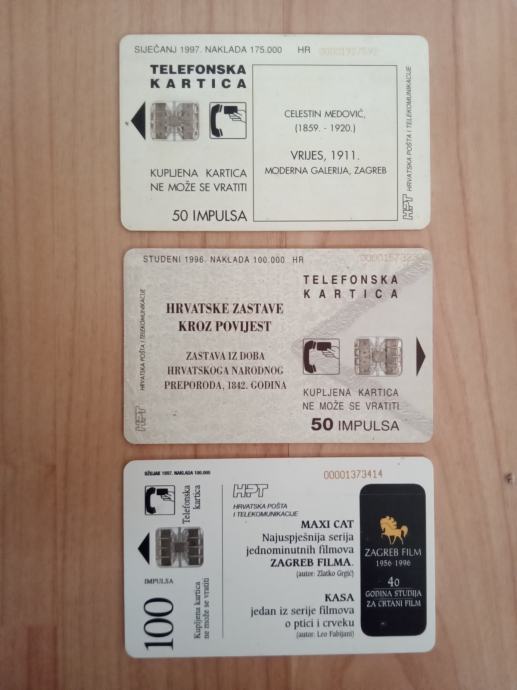 SIJEČANJ 1997. NAKLADA 175.000 HR
TELEFONSKA
KARTICA
KUPLJENA KARTICA
NE MOŽE SE VRATITI
50 IMPULSA
CELESTIN MEDOVIĆ,
(1859. - 1920.)
VRIJES, 1911.
MODERNA GALERIJA, ZAGREB
HRVATSKA POŠTA I TELEKOMUNIKACIJE
HPT
STUDENI 1996. NAKLADA 100.000 HR
HRVATSKA POŠTA I TELEKOMUNIKACIJE
HPT
HRVATSKE ZASTAVE
KROZ POVIJEST
ZASTAVA IZ DOBA
HRVATSKOGA NARODNOG
PREPORODA, 1842. GODINA
TELEFONSKA
KARTICA
KUPLJENA KARTICA
NE MOŽE SE VRATITI
50 IMPULSA
OŽUJAK 1997. NAKLADA 100.000
Telefonska
kartica
IMPULSA
100
Kupljena kartica
ne može se vratiti
HPT
HRVATSKA POŠTA
I TELEKOMUNIKACIJE
00001373414
MAXI CAT
Najuspješnija serija
jednominutnih filmova
ZAGREB FILMA.
(autor: Zlatko Grgić)
KASA
jedan iz serije filmova
o ptici i crveku
(autor: Leo Fabijani)
ZAGREB FILM
1956-1996
40
GODINA STUDIJA
ZA CRTANI FILM